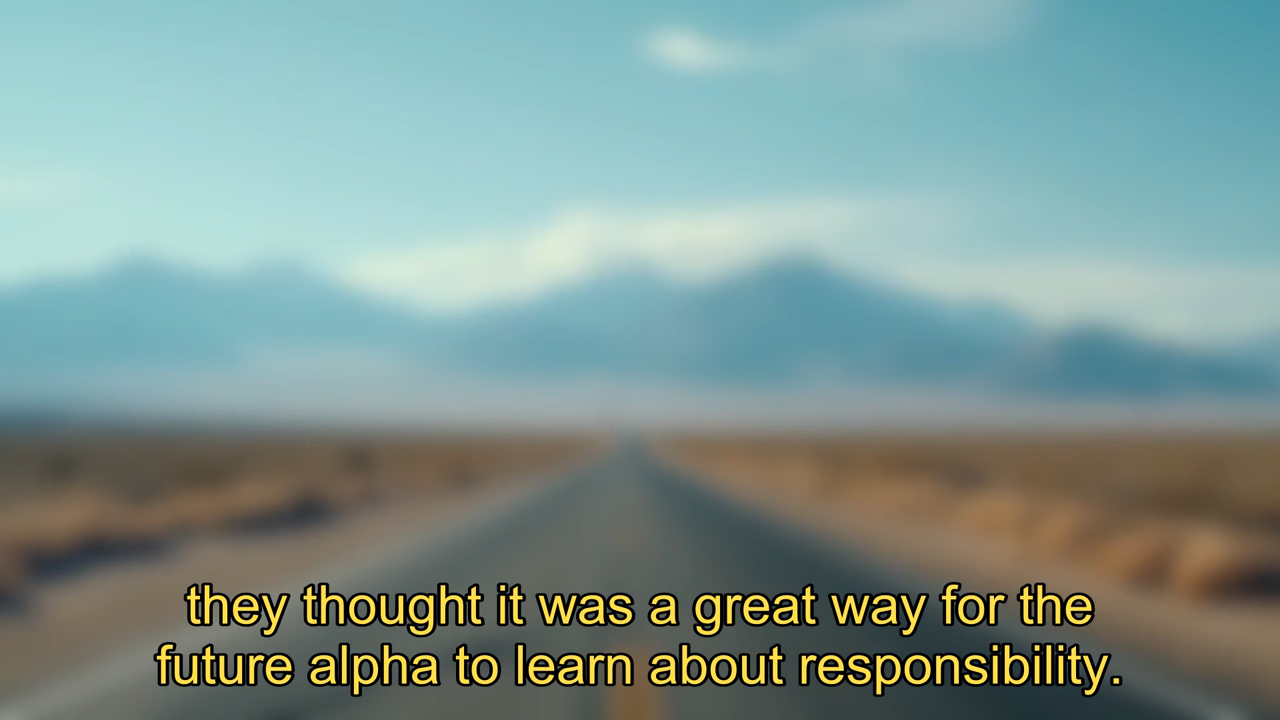 they thought it was a great way for the
future alpha to learn about responsibility.